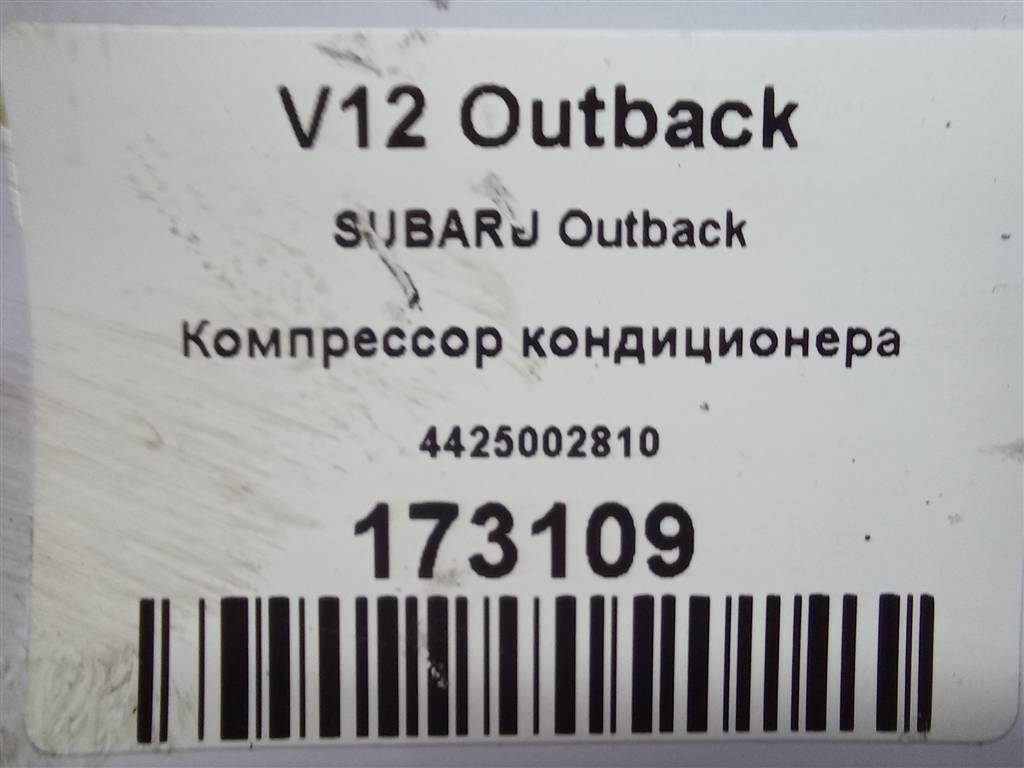 V12 Outback
SUBARU Outback
Компрессор кондиционера
4425002810
173109